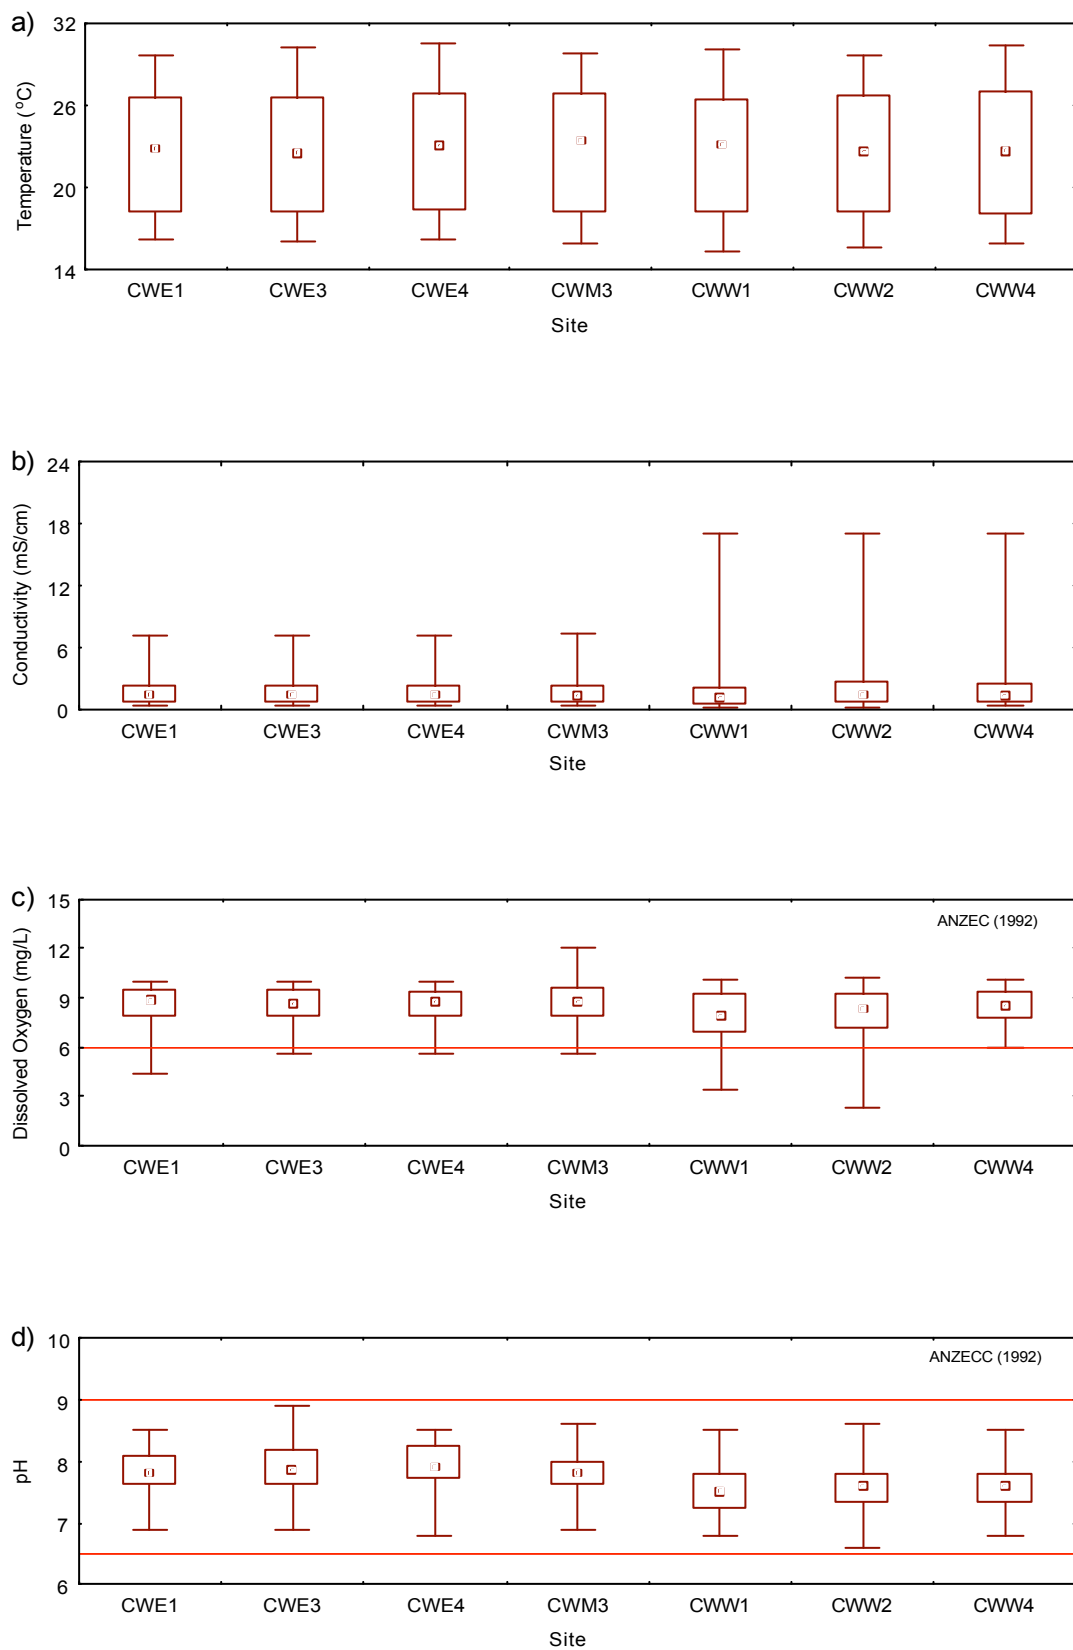 a)
32
26
20
14
Temperature (°C)
CWE1 CWE3 CWE4 CWM3 CWW1 CWW2 CWW4
Site
b)
24
18
12
6
0
Conductivity (mS/cm)
CWE1 CWE3 CWE4 CWM3 CWW1 CWW2 CWW4
Site
c)
15
12
9
6
3
0
Dissolved Oxygen (mg/L)
ANZEC (1992)
CWE1 CWE3 CWE4 CWM3 CWW1 CWW2 CWW4
Site
d)
10
9
8
7
6
pH
ANZECC (1992)
CWE1 CWE3 CWE4 CWM3 CWW1 CWW2 CWW4
Site